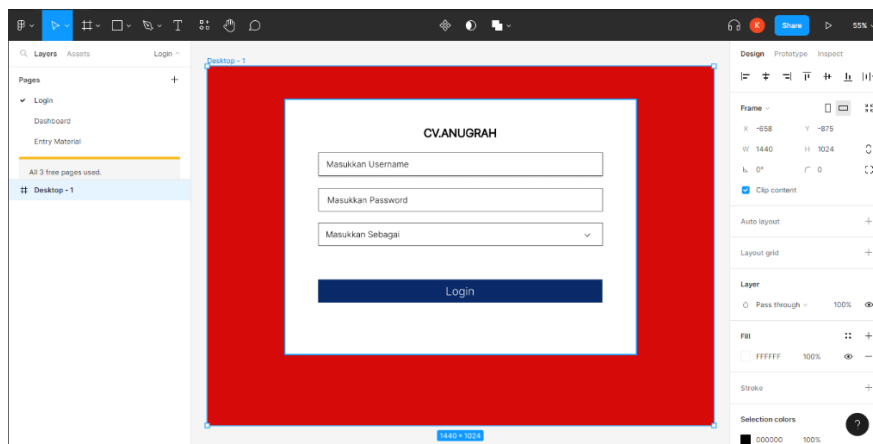 K
Share
55%
Layers Assets Login
Pages
Login
Dashboard
Entry Material
All 3 free pages used.
Desktop - 1
Desktop - 1
CV.ANUGRAH
Masukkan Username
Masukkan Password
Masukkan Sebagai
Login
1440 × 1024
Design Prototype Inspect
Frame
X -658 Y -875
W 1440 H 1024
0° 0
Clip content
Auto layout
Layout grid
Layer
Pass through 100%
Fill
FFFFFF 100%
Stroke
Selection colors
000000 100%
?